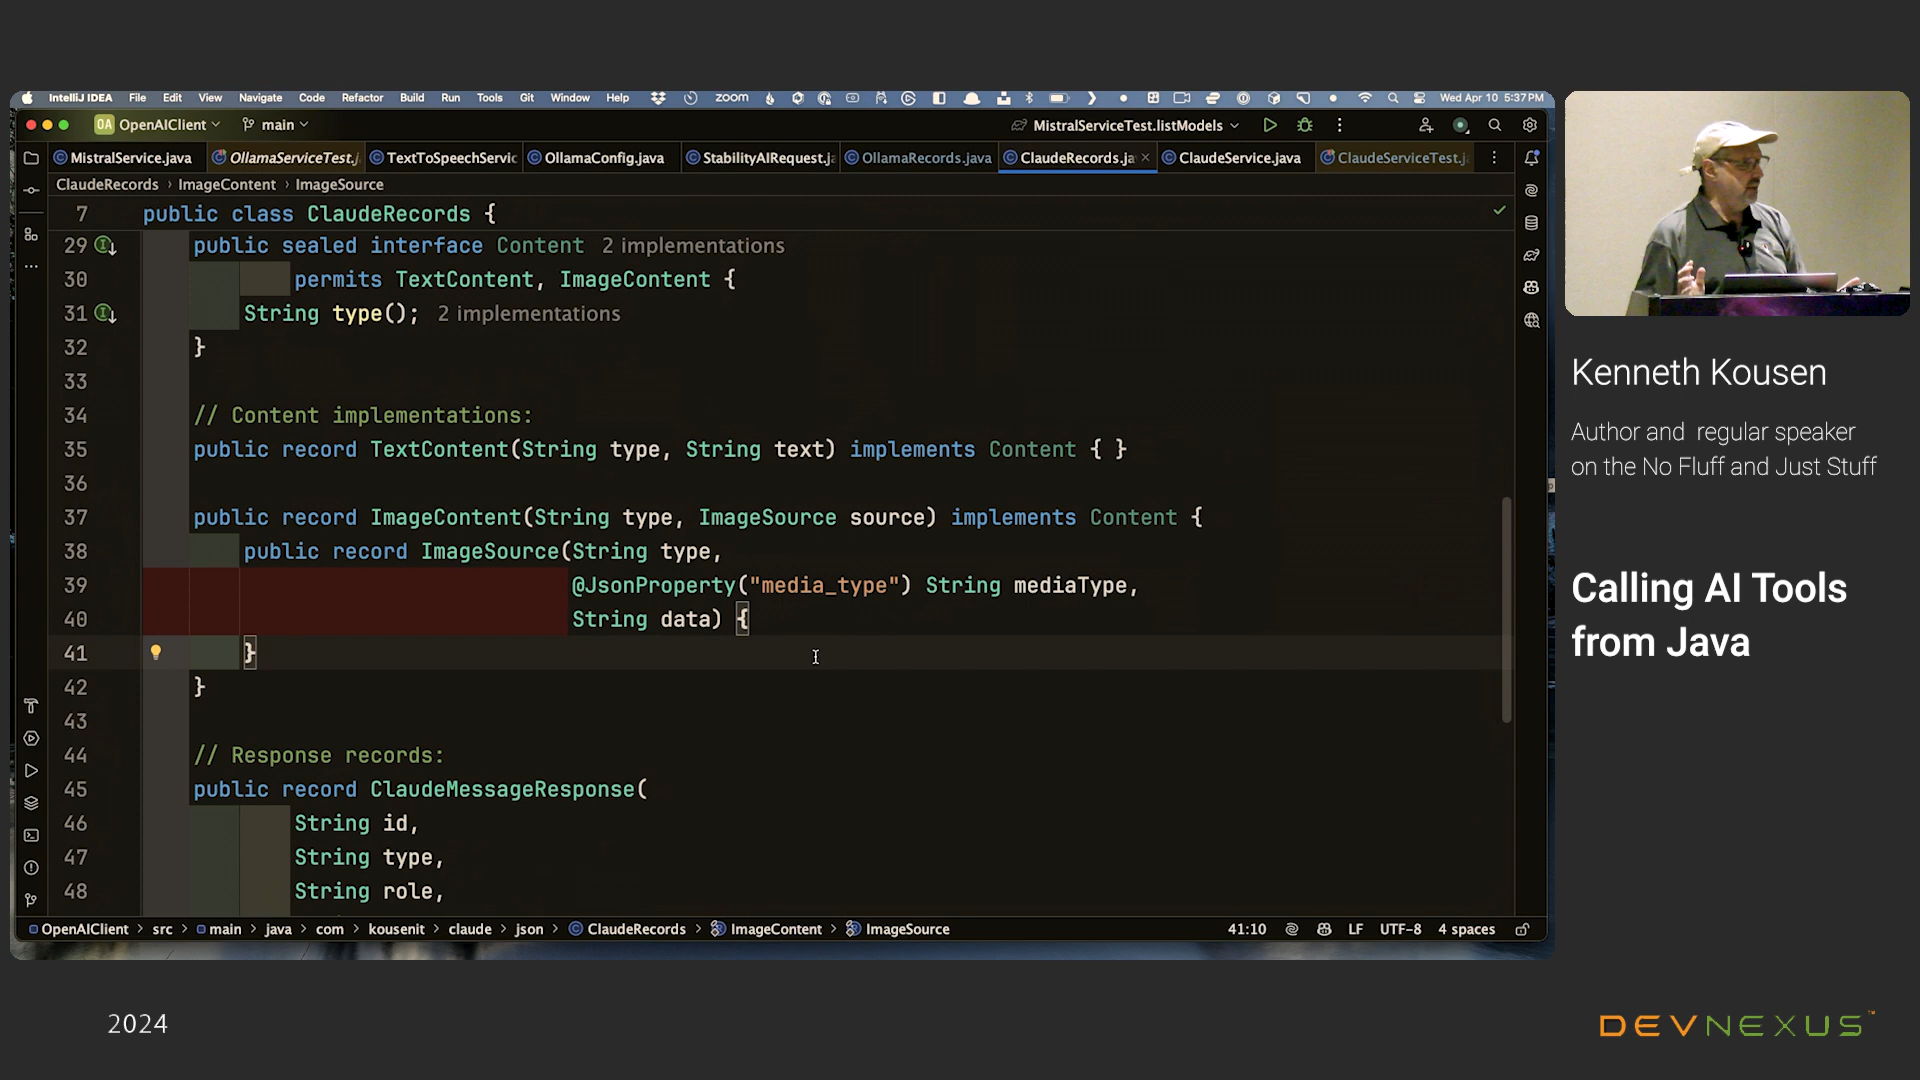 IntelliJ IDEA File Edit View Navigate Code Refactor Build Run Tools Git Window Help zoom Wed Apr 10 5:37 PM
OA OpenAIClient main MistralServiceTest.listModels
MistralService.java OllamaServiceTest.j TextToSpeechServic OllamaConfig.java StabilityAIRequest.ja OllamaRecords.java ClaudeRecords.ja ClaudeService.java ClaudeServiceTest.j
ClaudeRecords › ImageContent › ImageSource
7 public class ClaudeRecords {
29 public sealed interface Content 2 implementations
30 permits TextContent, ImageContent {
31 String type(); 2 implementations
32 }
33
34 // Content implementations:
35 public record TextContent(String type, String text) implements Content { }
36
37 public record ImageContent(String type, ImageSource source) implements Content {
38 public record ImageSource(String type,
39 @JsonProperty("media_type") String mediaType,
40 String data) {
41 }
42 }
43
44 // Response records:
45 public record ClaudeMessageResponse(
46 String id,
47 String type,
48 String role,
OpenAIClient › src › main › java › com › kousenit › claude › json › ClaudeRecords › ImageContent › ImageSource 41:10 LF UTF-8 4 spaces
Kenneth Kousen
Author and regular speaker
on the No Fluff and Just Stuff
Calling AI Tools
from Java
2024
DEVNEXUS™